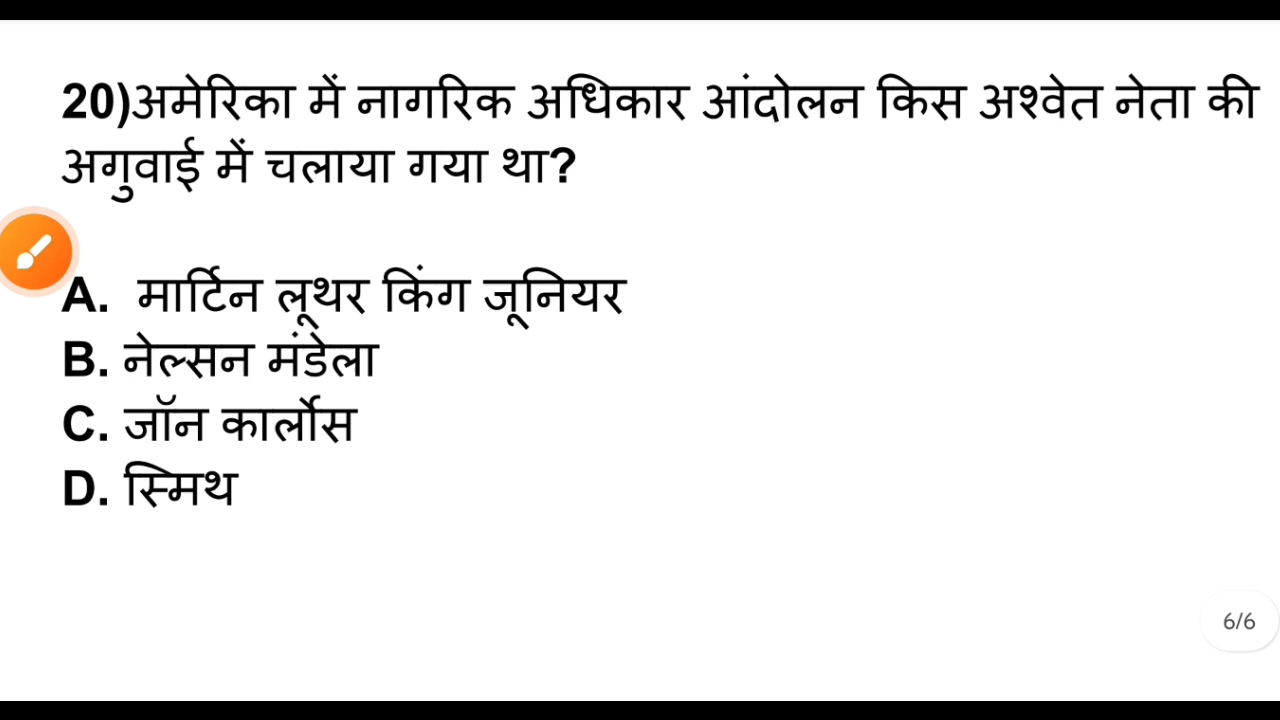 20)अमेरिका में नागरिक अधिकार आंदोलन किस अश्वेत नेता की
अगुवाई में चलाया गया था?
A. मार्टिन लूथर किंग जूनियर
B. नेल्सन मंडेला
C. जॉन कार्लोस
D. स्मिथ
6/6